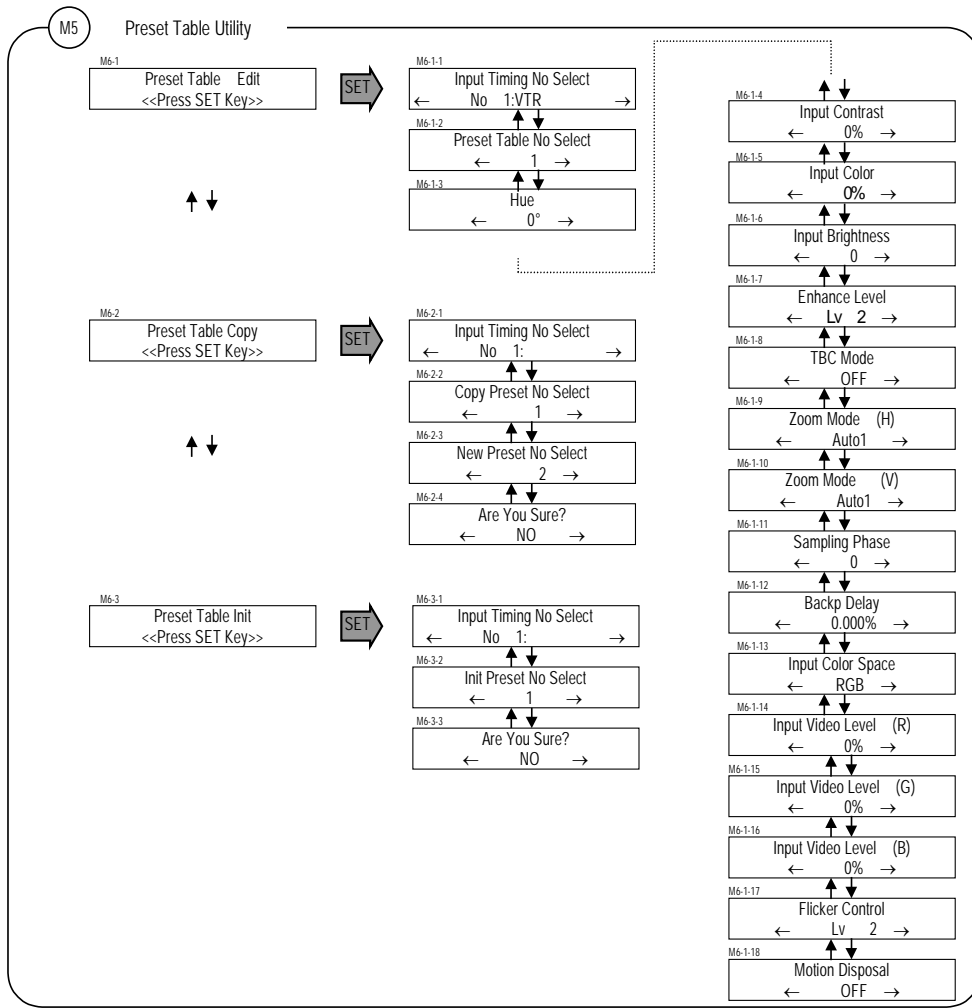 M5 Preset Table Utility
M6-1
Preset Table Edit
<<Press SET Key>>
SET
M6-1-1
Input Timing No Select
← No 1:VTR →
M6-1-2
Preset Table No Select
← 1 →
M6-1-3
Hue
← 0° →
M6-2
Preset Table Copy
<<Press SET Key>>
SET
M6-2-1
Input Timing No Select
← No 1: →
M6-2-2
Copy Preset No Select
← 1 →
M6-2-3
New Preset No Select
← 2 →
M6-2-4
Are You Sure?
← NO →
M6-3
Preset Table Init
<<Press SET Key>>
SET
M6-3-1
Input Timing No Select
← No 1: →
M6-3-2
Init Preset No Select
← 1 →
M6-3-3
Are You Sure?
← NO →
M6-1-4
Input Contrast
← 0% →
M6-1-5
Input Color
← 0% →
M6-1-6
Input Brightness
← 0 →
M6-1-7
Enhance Level
← Lv 2 →
M6-1-8
TBC Mode
← OFF →
M6-1-9
Zoom Mode (H)
← Auto1 →
M6-1-10
Zoom Mode (V)
← Auto1 →
M6-1-11
Sampling Phase
← 0 →
M6-1-12
Backp Delay
← 0.000% →
M6-1-13
Input Color Space
← RGB →
M6-1-14
Input Video Level (R)
← 0% →
M6-1-15
Input Video Level (G)
← 0% →
M6-1-16
Input Video Level (B)
← 0% →
M6-1-17
Flicker Control
← Lv 2 →
M6-1-18
Motion Disposal
← OFF →